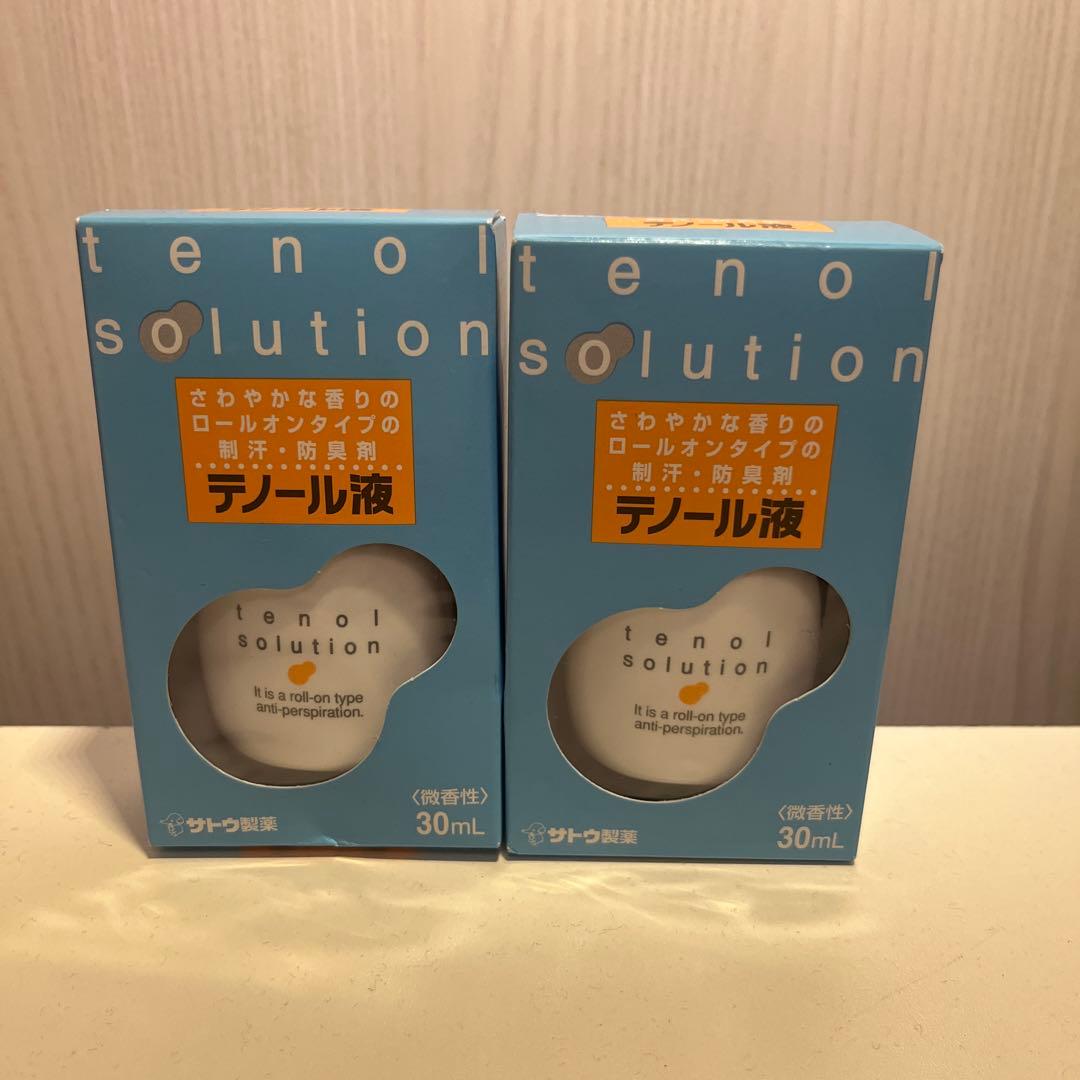 tenol
solution
さわやかな香りの
ロールオンタイプの
制汗・防臭剤
テノール液
tenol
solution
It is a roll-on type
anti-perspiration.
〈微香性〉
サトウ製薬
30mL
テノール液
tenol
solution
さわやかな香りの
ロールオンタイプの
制汗・防臭剤
テノール液
tenol
solution
It is a roll-on type
anti-perspiration.
〈微香性〉
サトウ製薬
30mL